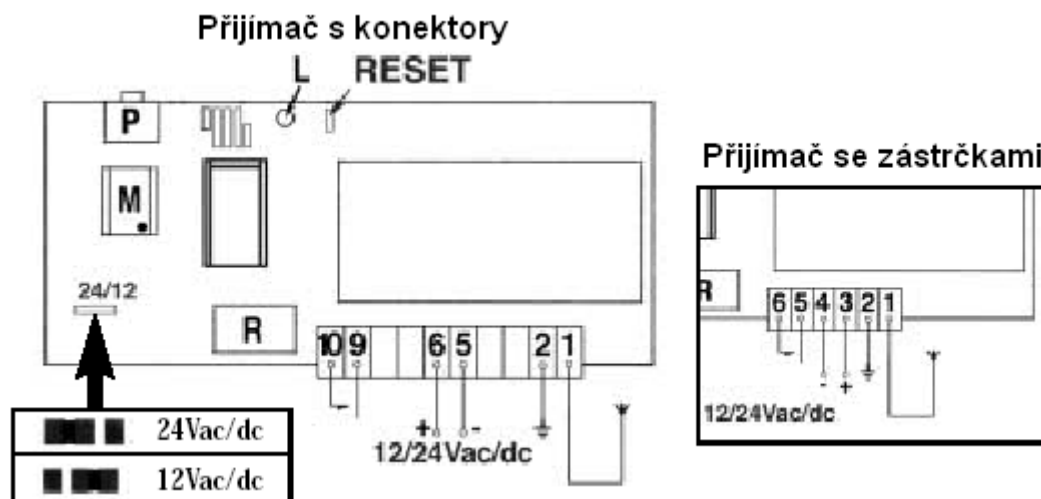 Přijímač s konektory
L RESET
P
M
24/12
R
10 9 6 5 2 1
+ -
12/24Vac/dc
24Vac/dc
12Vac/dc
Přijímač se zástrčkami
R
6 5 4 3 2 1
- +
12/24Vac/dc